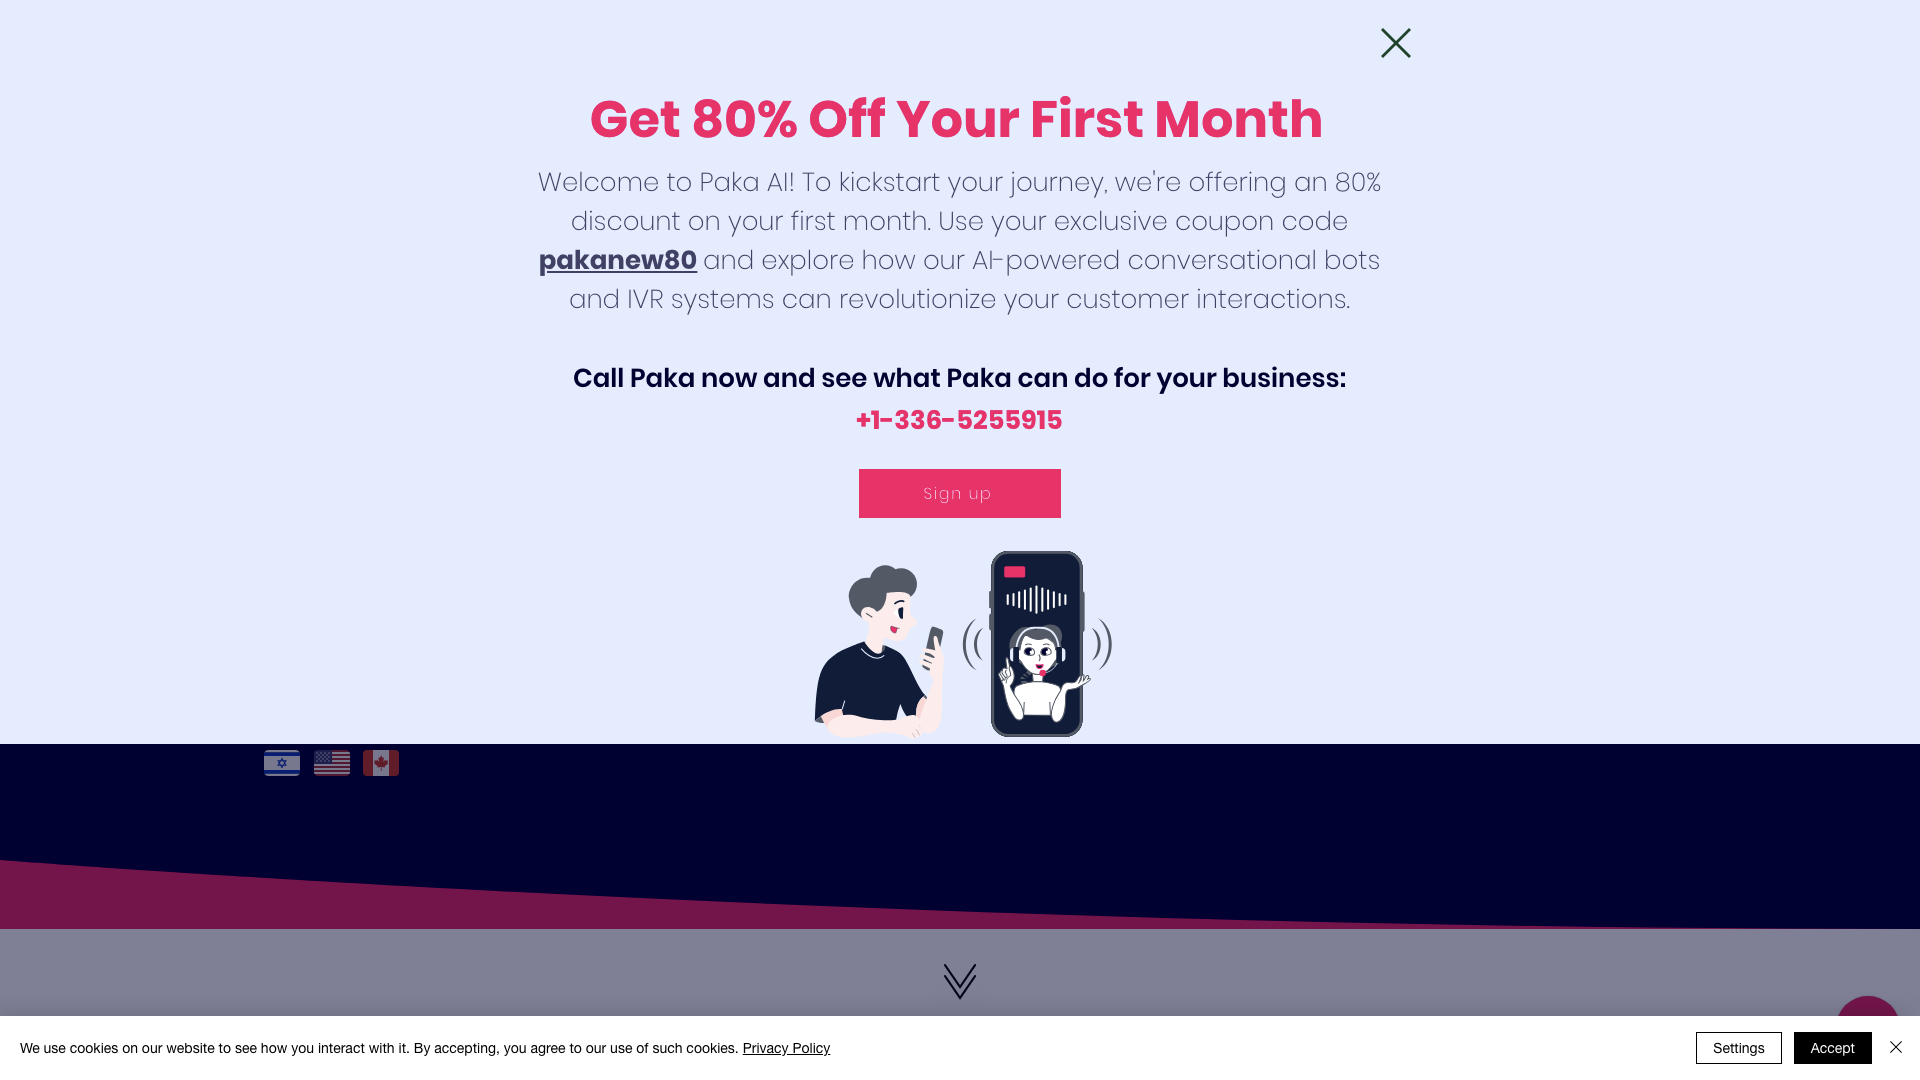 Get 80% Off Your First Month
Welcome to Paka AI! To kickstart your journey, we're offering an 80%
discount on your first month. Use your exclusive coupon code
pakanew80 and explore how our AI-powered conversational bots
and IVR systems can revolutionize your customer interactions.
Call Paka now and see what Paka can do for your business:
+1-336-5255915
Sign up
We use cookies on our website to see how you interact with it. By accepting, you agree to our use of such cookies. Privacy Policy
Settings
Accept